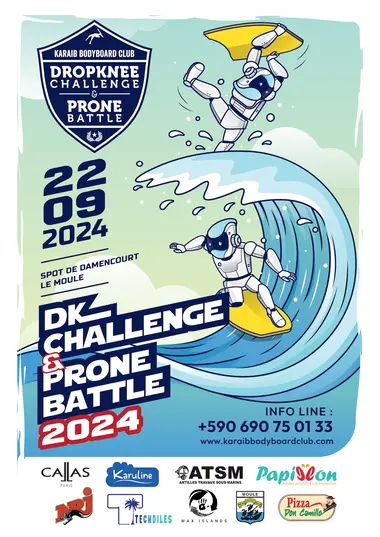 KARAIB BODYBOARD CLUB
DROPKNEE
CHALLENGE
&
PRONE
BATTLE
22
09
2024
SPOT DE DAMENCOURT
LE MOULE
DK
CHALLENGE
& PRONE
BATTLE
2024
INFO LINE :
+590 690 75 01 33
www.karaibbodyboardclub.com
CALLAS
PARIS
Karuline
ATSM
ANTILLES TRAVAUX SOUS-MARINS
Papillon
NRJ
TECHDILES
MAX ISLANDS
MOULE
Pizza
Don Camillo